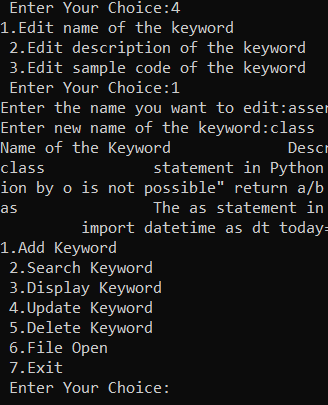 Enter Your Choice:4
1.Edit name of the keyword
2.Edit description of the keyword
3.Edit sample code of the keyword
Enter Your Choice:1
Enter the name you want to edit:asser
Enter new name of the keyword:class
Name of the Keyword Descr
class statement in Python
ion by o is not possible" return a/b
as The as statement in
import datetime as dt today=
1.Add Keyword
2.Search Keyword
3.Display Keyword
4.Update Keyword
5.Delete Keyword
6.File Open
7.Exit
Enter Your Choice: